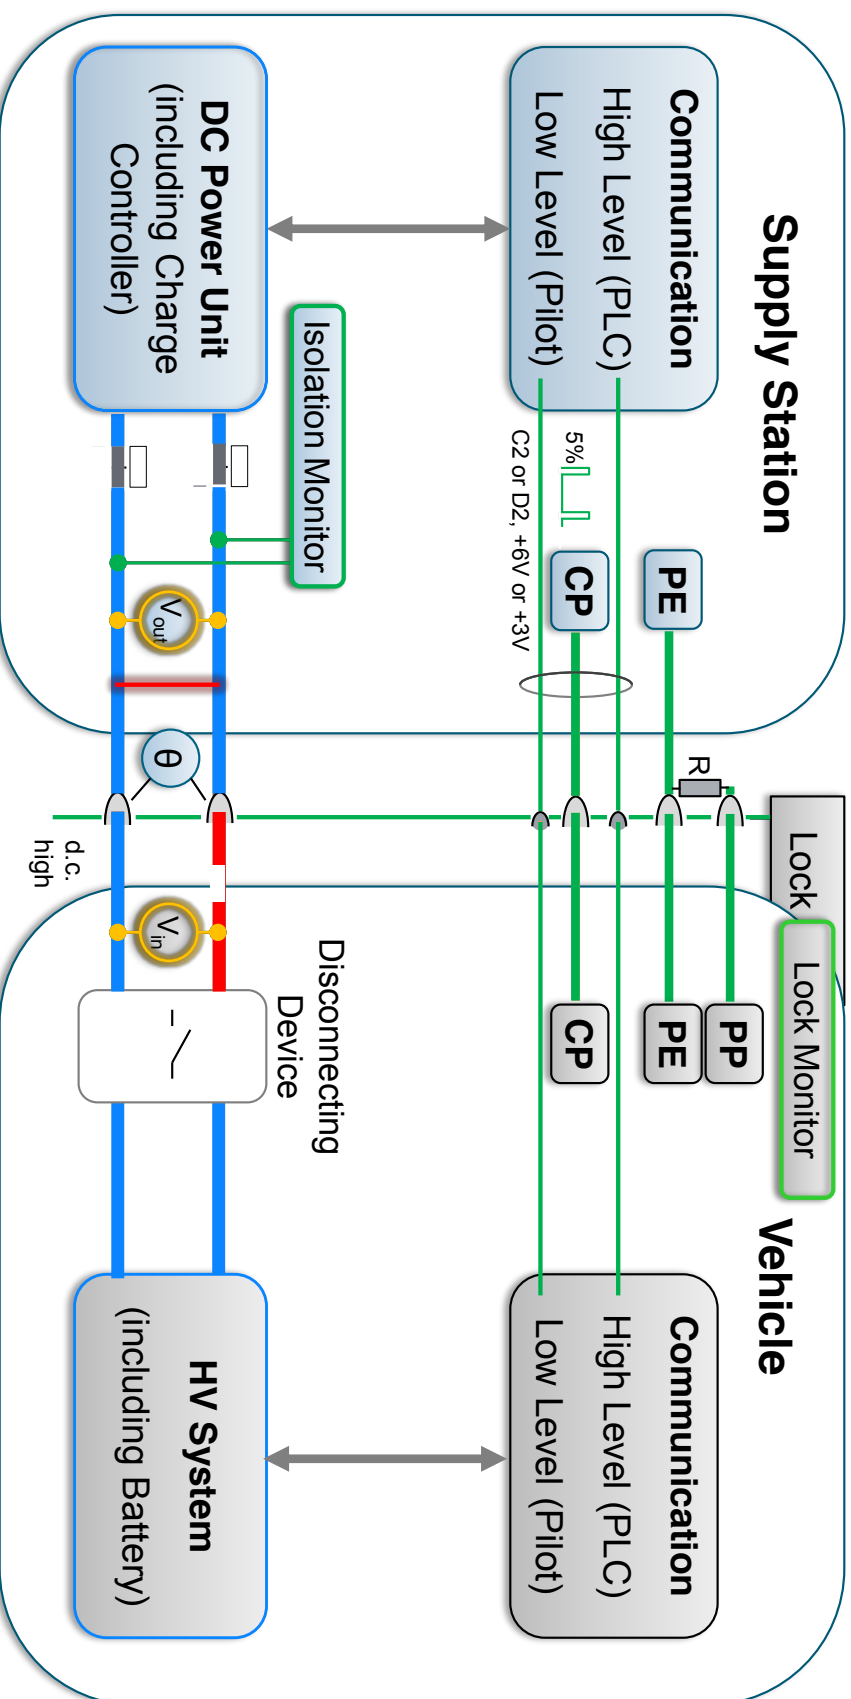 Supply Station
Communication
High Level (PLC)
Low Level (Pilot)
5%
C2 or D2, +6V or +3V
PE
CP
DC Power Unit
(including Charge
Controller)
Isolation Monitor
V out
θ
R
d.c.
high
Lock
Lock Monitor
Vehicle
PP
PE
CP
V in
Disconnecting
Device
Communication
High Level (PLC)
Low Level (Pilot)
HV System
(including Battery)